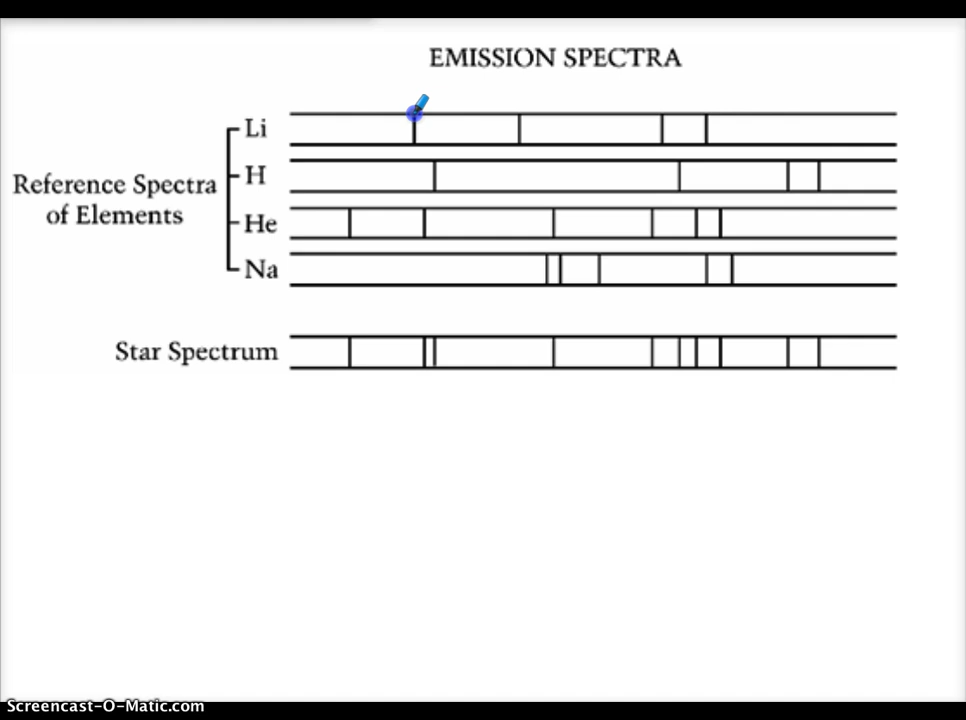 EMISSION SPECTRA
Li
H
Reference Spectra
of Elements
He
Na
Star Spectrum
Screencast-O-Matic.com